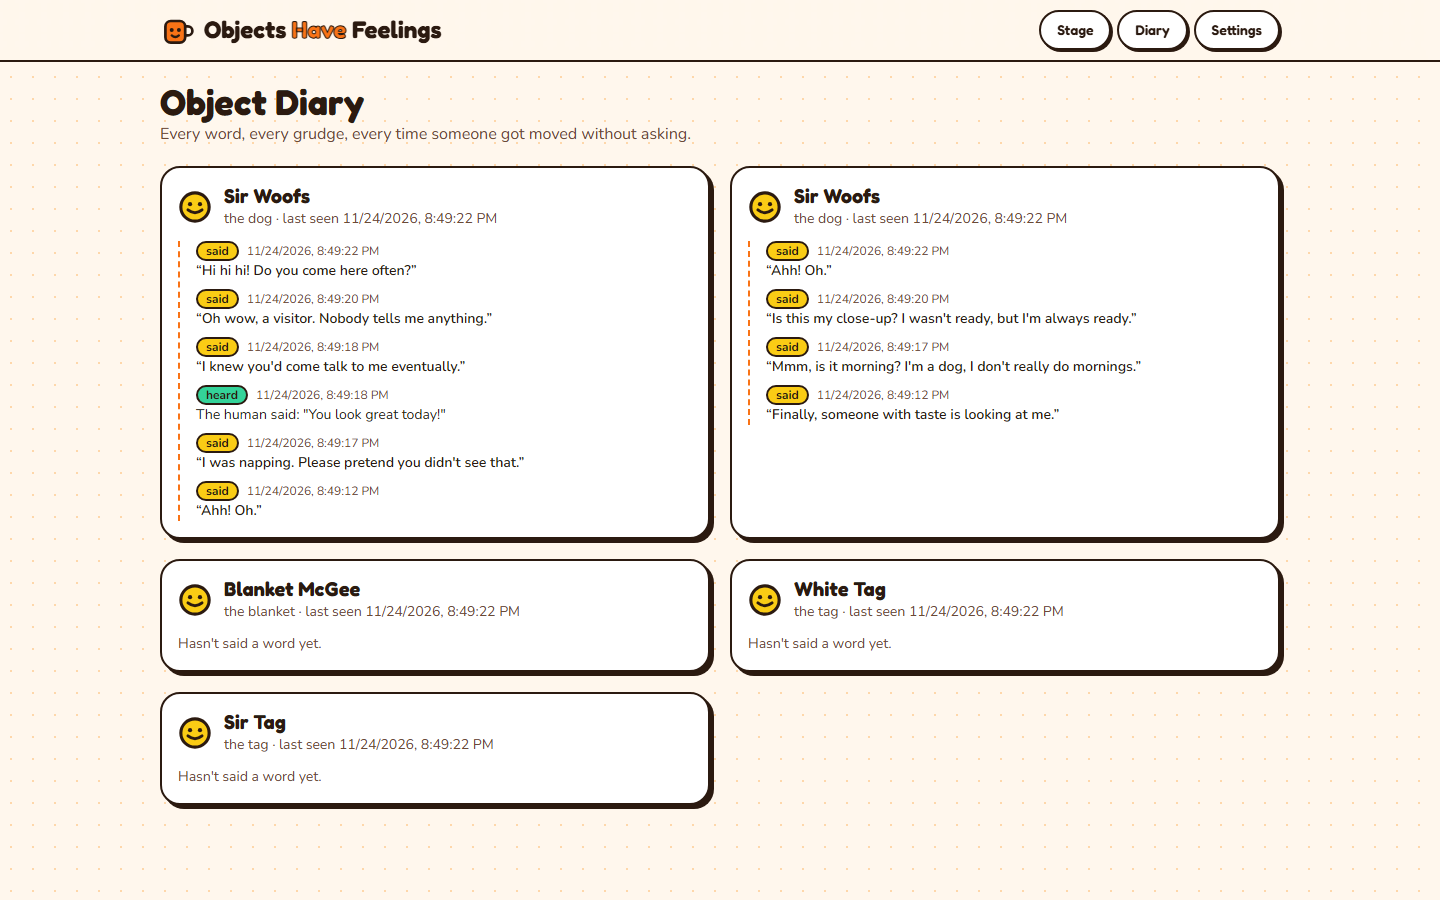 Objects Have Feelings
Stage
Diary
Settings
Object Diary
Every word, every grudge, every time someone got moved without asking.
Sir Woofs
the dog · last seen 11/24/2026, 8:49:22 PM
said 11/24/2026, 8:49:22 PM
“Hi hi hi! Do you come here often?”
said 11/24/2026, 8:49:20 PM
“Oh wow, a visitor. Nobody tells me anything.”
said 11/24/2026, 8:49:18 PM
“I knew you'd come talk to me eventually.”
heard 11/24/2026, 8:49:18 PM
The human said: "You look great today!"
said 11/24/2026, 8:49:17 PM
“I was napping. Please pretend you didn't see that.”
said 11/24/2026, 8:49:12 PM
“Ahh! Oh.”
Sir Woofs
the dog · last seen 11/24/2026, 8:49:22 PM
said 11/24/2026, 8:49:22 PM
“Ahh! Oh.”
said 11/24/2026, 8:49:20 PM
“Is this my close-up? I wasn't ready, but I'm always ready.”
said 11/24/2026, 8:49:17 PM
“Mmm, is it morning? I'm a dog, I don't really do mornings.”
said 11/24/2026, 8:49:12 PM
“Finally, someone with taste is looking at me.”
Blanket McGee
the blanket · last seen 11/24/2026, 8:49:22 PM
Hasn't said a word yet.
White Tag
the tag · last seen 11/24/2026, 8:49:22 PM
Hasn't said a word yet.
Sir Tag
the tag · last seen 11/24/2026, 8:49:22 PM
Hasn't said a word yet.